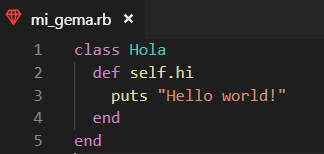 mi_gema.rb ×
1 class Hola
2   def self.hi
3     puts "Hello world!"
4   end
5 end